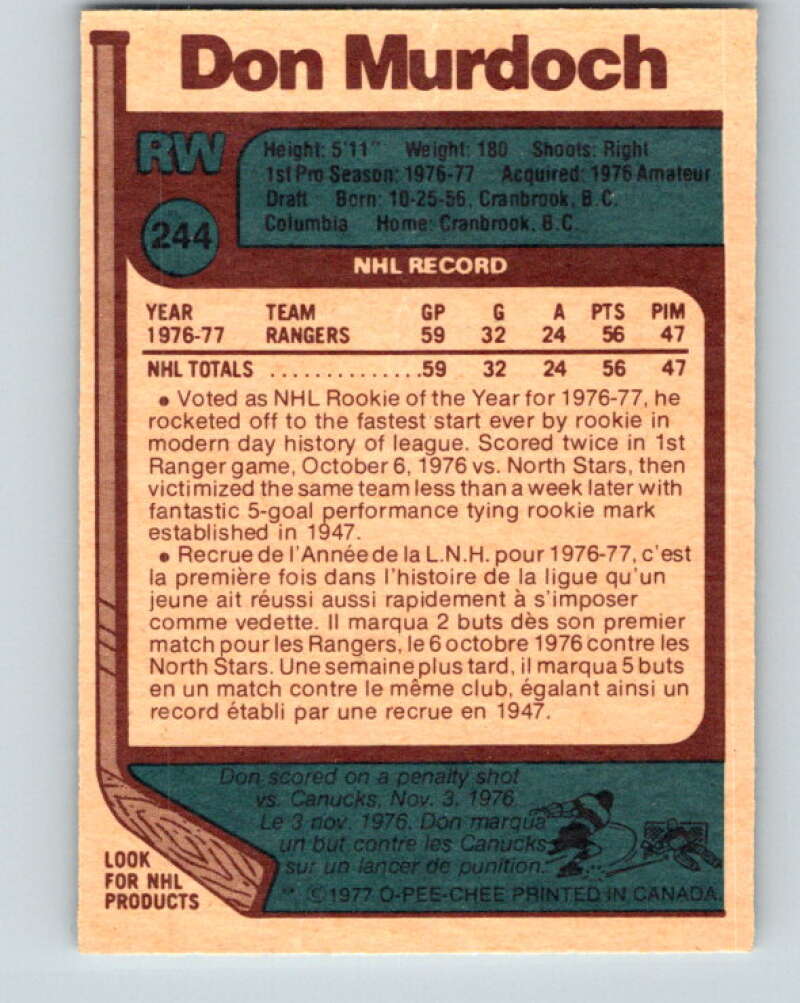 Don Murdoch
RW
244
Height: 5'11" Weight: 180 Shoots: Right
1st Pro Season: 1976-77 Acquired: 1976 Amateur
Draft Born: 10-25-56, Cranbrook, B.C.
Columbia Home: Cranbrook, B.C.
NHL RECORD
YEAR TEAM GP G A PTS PIM
1976-77 RANGERS 59 32 24 56 47
NHL TOTALS ..............59 32 24 56 47
• Voted as NHL Rookie of the Year for 1976-77, he
rocketed off to the fastest start ever by rookie in
modern day history of league. Scored twice in 1st
Ranger game, October 6, 1976 vs. North Stars, then
victimized the same team less than a week later with
fantastic 5-goal performance tying rookie mark
established in 1947.
• Recrue de l'Année de la L.N.H. pour 1976-77, c'est
la première fois dans l'histoire de la ligue qu'un
jeune ait réussi aussi rapidement à s'imposer
comme vedette. Il marqua 2 buts dès son premier
match pour les Rangers, le 6 octobre 1976 contre les
North Stars. Une semaine plus tard, il marqua 5 buts
en un match contre le même club, égalant ainsi un
record établi par une recrue en 1947.
Don scored on a penalty shot
vs. Canucks, Nov. 3, 1976.
Le 3 nov. 1976, Don marqua
un but contre les Canucks
sur un lancer de punition.
LOOK
FOR NHL
PRODUCTS
©1977 O-PEE-CHEE PRINTED IN CANADA.